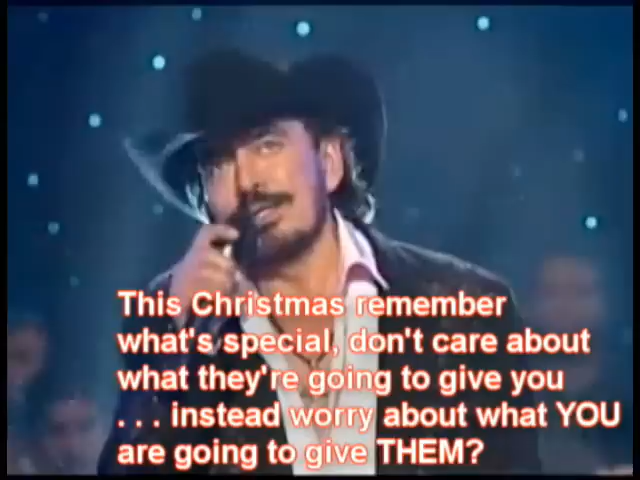 This Christmas remember
what's special, don't care about
what they're going to give you
. . . instead worry about what YOU
are going to give THEM?